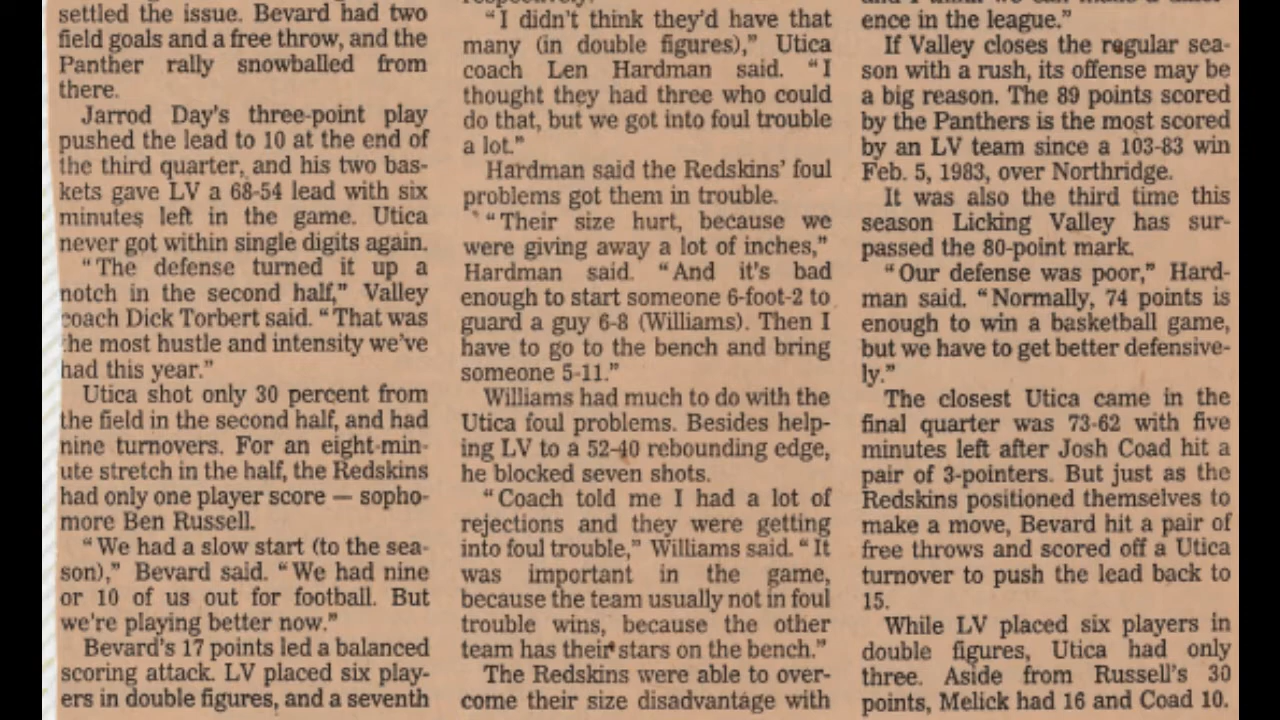 settled the issue. Bevard had two
field goals and a free throw, and the
Panther rally snowballed from
there.
Jarrod Day's three-point play
pushed the lead to 10 at the end of
the third quarter, and his two bas-
kets gave LV a 68-54 lead with six
minutes left in the game. Utica
never got within single digits again.
“The defense turned it up a
notch in the second half,” Valley
coach Dick Torbert said. “That was
the most hustle and intensity we've
had this year.”
Utica shot only 30 percent from
the field in the second half, and had
nine turnovers. For an eight-min-
ute stretch in the half, the Redskins
had only one player score — sopho-
more Ben Russell.
“We had a slow start (to the sea-
son),” Bevard said. “We had nine
or 10 of us out for football. But
we're playing better now.”
Bevard's 17 points led a balanced
scoring attack. LV placed six play-
ers in double figures, and a seventh
respectively.
“I didn't think they'd have that
many (in double figures),” Utica
coach Len Hardman said. “I
thought they had three who could
do that, but we got into foul trouble
a lot.”
Hardman said the Redskins' foul
problems got them in trouble.
“Their size hurt, because we
were giving away a lot of inches,”
Hardman said. “And it's bad
enough to start someone 6-foot-2 to
guard a guy 6-8 (Williams). Then I
have to go to the bench and bring
someone 5-11.”
Williams had much to do with the
Utica foul problems. Besides help-
ing LV to a 52-40 rebounding edge,
he blocked seven shots.
“Coach told me I had a lot of
rejections and they were getting
into foul trouble,” Williams said. “It
was important in the game,
because the team usually not in foul
trouble wins, because the other
team has their stars on the bench.”
The Redskins were able to over-
come their size disadvantage with
and I think we can make a differ-
ence in the league.”
If Valley closes the regular sea-
son with a rush, its offense may be
a big reason. The 89 points scored
by the Panthers is the most scored
by an LV team since a 103-83 win
Feb. 5, 1983, over Northridge.
It was also the third time this
season Licking Valley has sur-
passed the 80-point mark.
“Our defense was poor,” Hard-
man said. “Normally, 74 points is
enough to win a basketball game,
but we have to get better defensive-
ly.”
The closest Utica came in the
final quarter was 73-62 with five
minutes left after Josh Coad hit a
pair of 3-pointers. But just as the
Redskins positioned themselves to
make a move, Bevard hit a pair of
free throws and scored off a Utica
turnover to push the lead back to
15.
While LV placed six players in
double figures, Utica had only
three. Aside from Russell's 30
points, Melick had 16 and Coad 10.